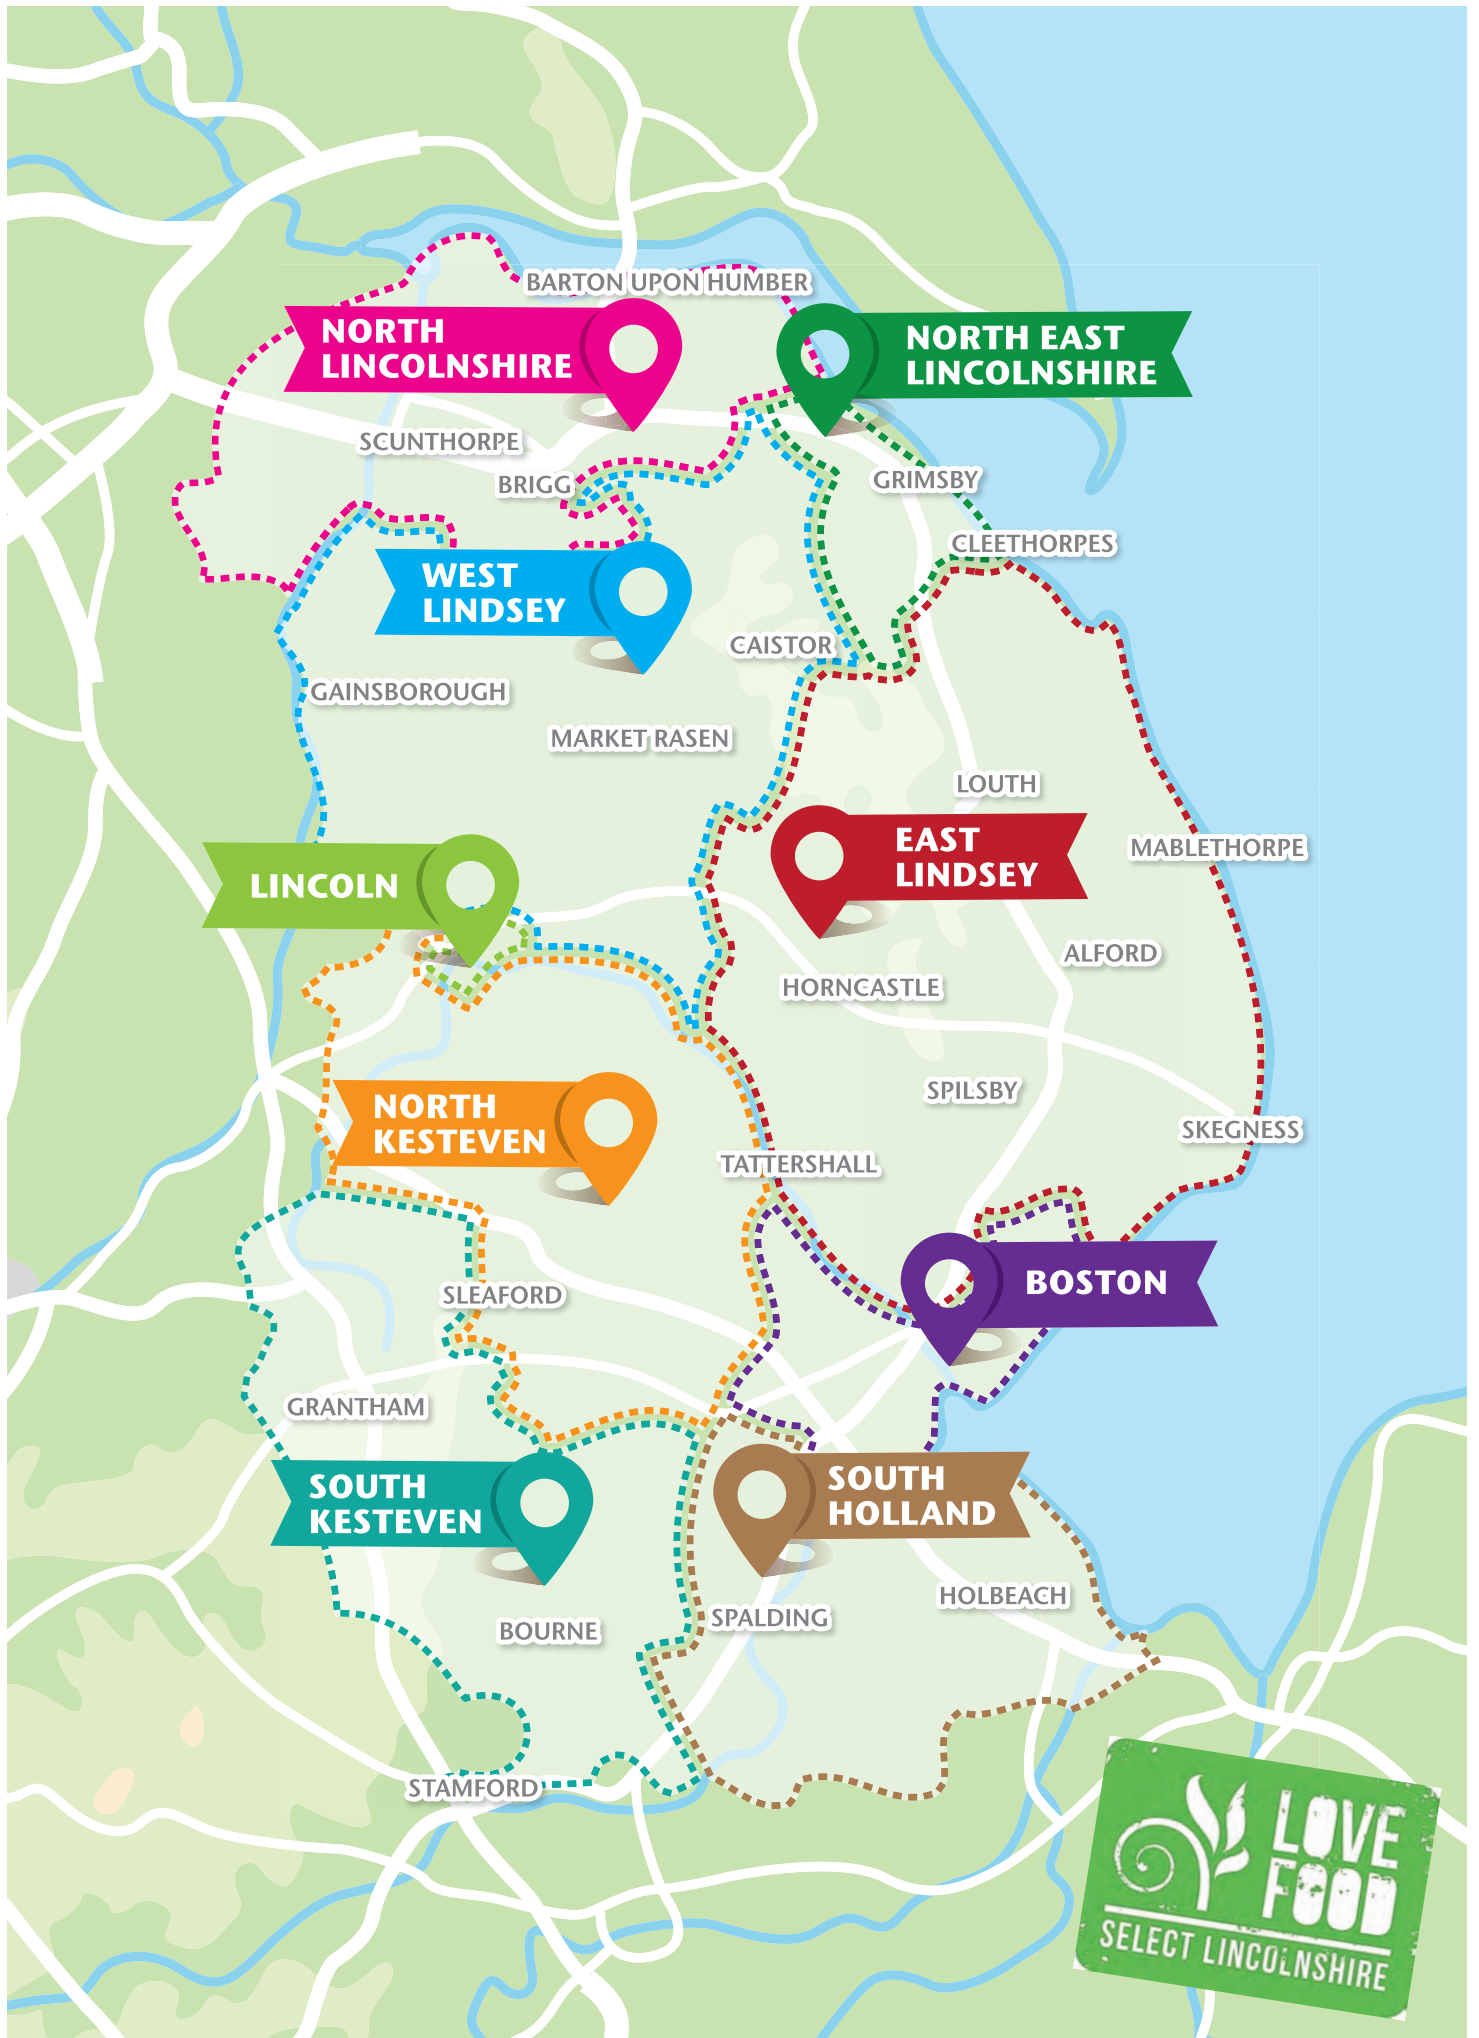 BARTON UPON HUMBER
NORTH
LINCOLNSHIRE
NORTH EAST
LINCOLNSHIRE
SCUNTHORPE
BRIGG
GRIMSBY
CLEETHORPES
WEST
LINDSEY
CAISTOR
GAINSBOROUGH
MARKET RASEN
LOUTH
EAST
LINDSEY
MABLETHORPE
LINCOLN
ALFORD
HORNCASTLE
SPILSBY
NORTH
KESTEVEN
SKEGNESS
TATTERSHALL
BOSTON
SLEAFORD
GRANTHAM
SOUTH
KESTEVEN
SOUTH
HOLLAND
HOLBEACH
SPALDING
BOURNE
STAMFORD
LOVE
FOOD
SELECT LINCOLNSHIRE